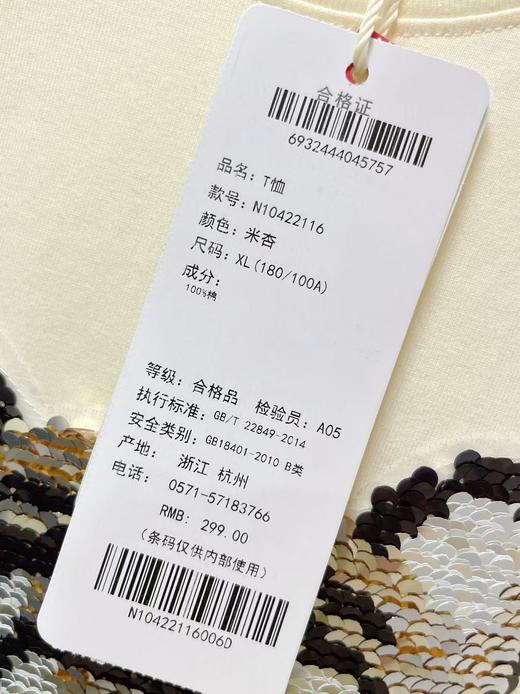 合格证
6932444045757
品名：T恤
款号：N10422116
颜色：米杏
尺码：XL(180/100A)
成分：
100%棉
等级：合格品 检验员：A05
执行标准：GB/T 22849-2014
安全类别：GB18401-2010 B类
产地： 浙江 杭州
电话： 0571-57183766
RMB: 299.00
(条码仅供内部使用)
N10422116006D